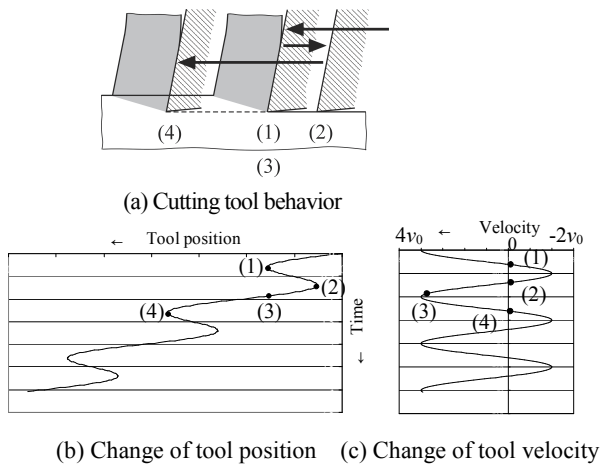 (4) (1) (2)
(3)
(a) Cutting tool behavior
← Tool position
(1)
(2)
(4) (3)
Time →
4v₀ ← Velocity -2v₀
0
(1)
(2)
(3)
(4)
(b) Change of tool position (c) Change of tool velocity